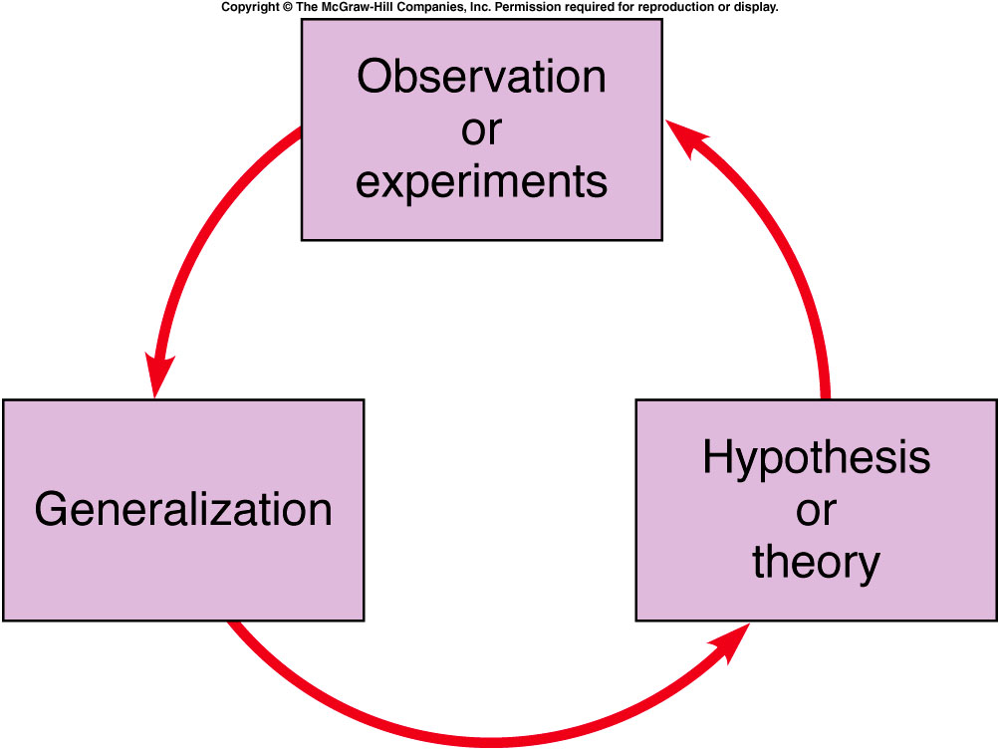 Copyright © The McGraw-Hill Companies, Inc. Permission required for reproduction or display.
Observation
or
experiments
Generalization
Hypothesis
or
theory